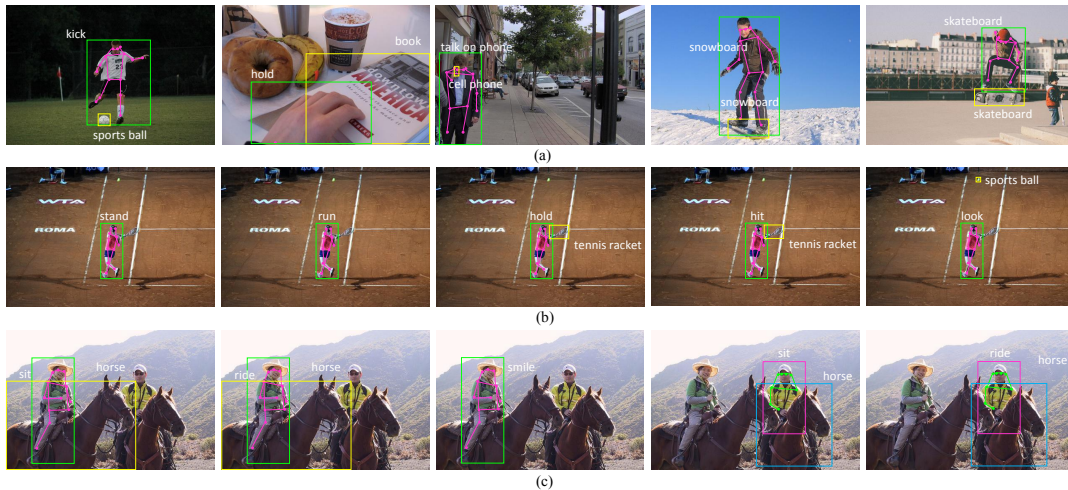 kick
sports ball
23
hold
book
AMERICA
talk on phone
cell phone
snowboard
snowboard
skateboard
skateboard
(a)
stand
WTA
ROMA
run
WTA
ROMA
hold
tennis racket
WTA
ROMA
hit
tennis racket
WTA
ROMA
look
sports ball
WTA
ROMA
(b)
sit
horse
ride
horse
smile
sit
horse
ride
horse
(c)